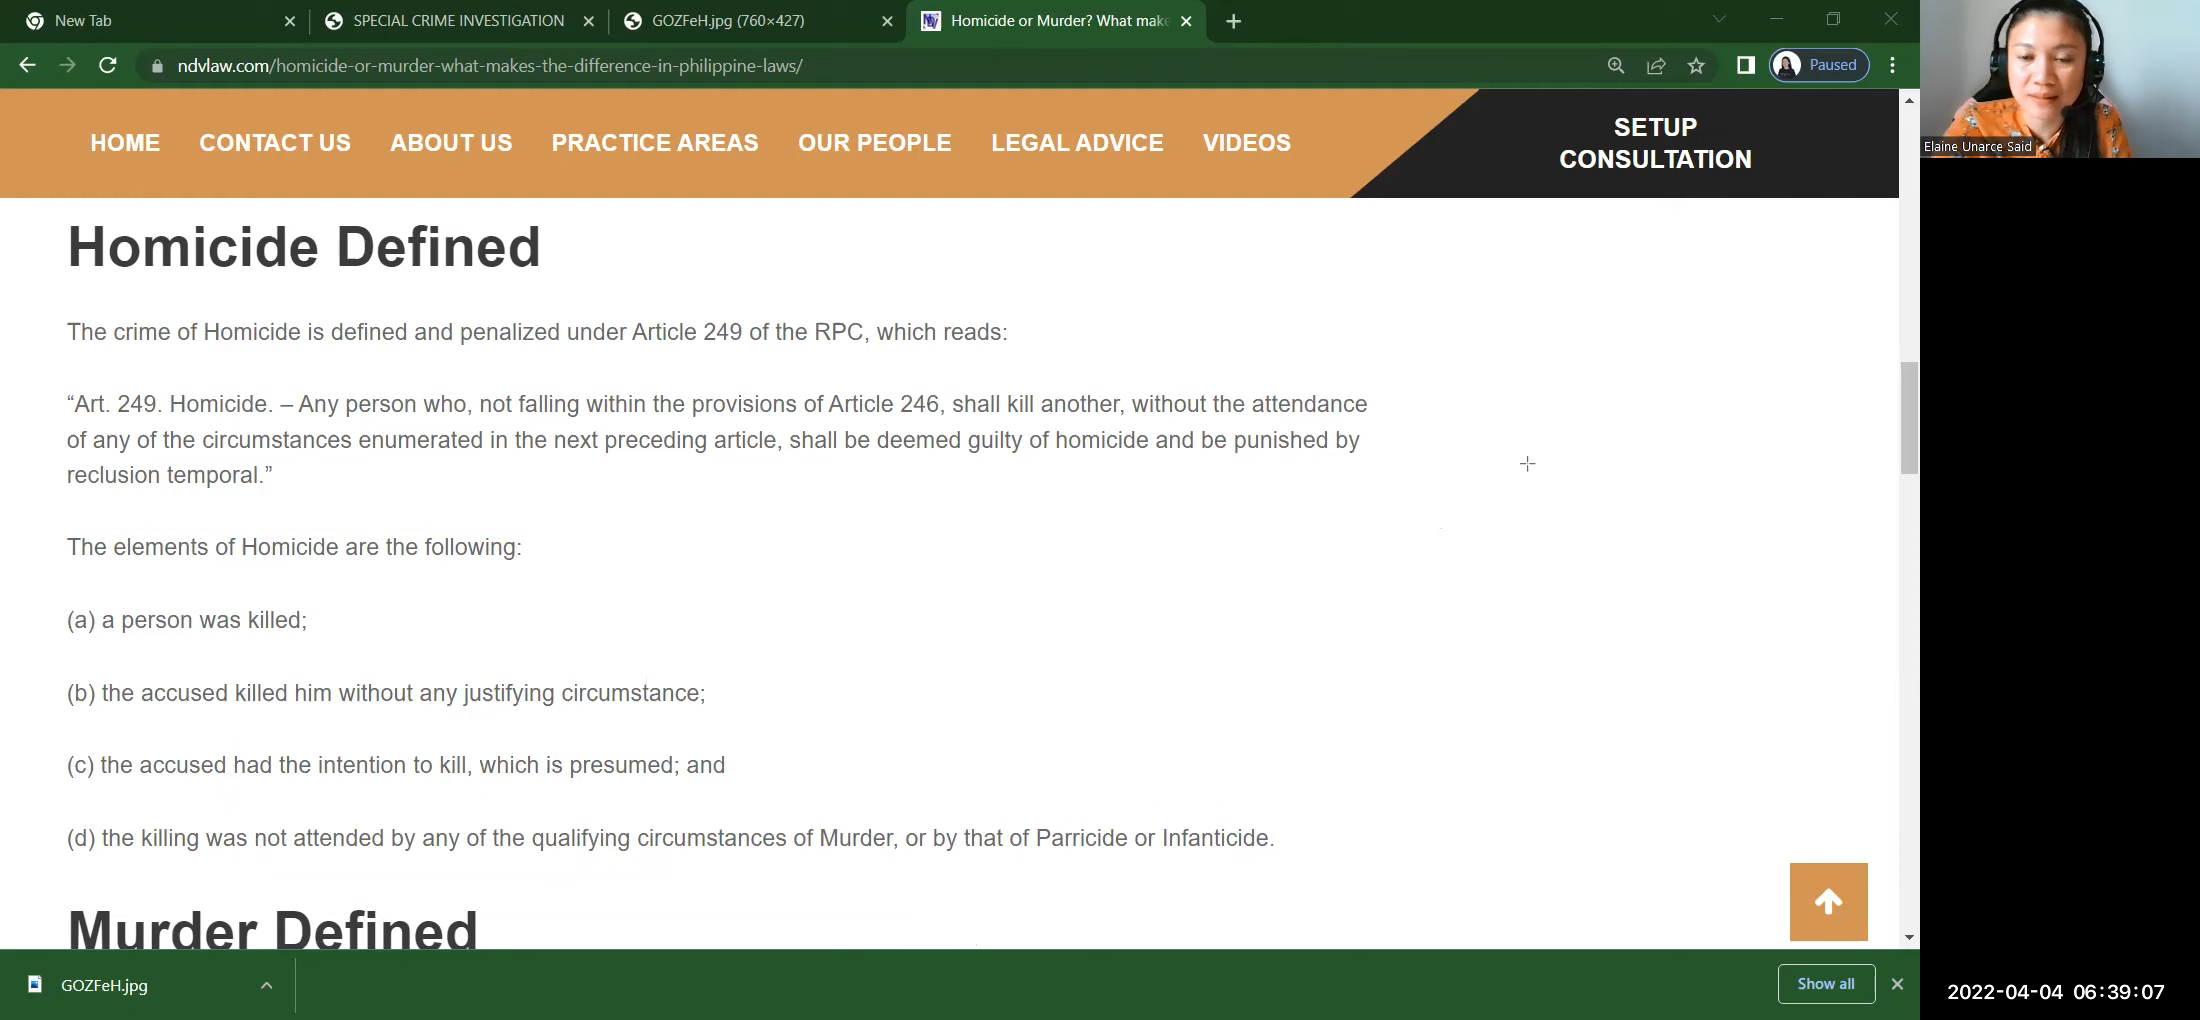 New Tab
SPECIAL CRIME INVESTIGATION
GOZFeH.jpg (760×427)
Homicide or Murder? What make
ndvlaw.com/homicide-or-murder-what-makes-the-difference-in-philippine-laws/
Paused
HOME
CONTACT US
ABOUT US
PRACTICE AREAS
OUR PEOPLE
LEGAL ADVICE
VIDEOS
SETUP
CONSULTATION
Elaine Unarce Said
Homicide Defined
The crime of Homicide is defined and penalized under Article 249 of the RPC, which reads:
“Art. 249. Homicide. – Any person who, not falling within the provisions of Article 246, shall kill another, without the attendance
of any of the circumstances enumerated in the next preceding article, shall be deemed guilty of homicide and be punished by
reclusion temporal.”
The elements of Homicide are the following:
(a) a person was killed;
(b) the accused killed him without any justifying circumstance;
(c) the accused had the intention to kill, which is presumed; and
(d) the killing was not attended by any of the qualifying circumstances of Murder, or by that of Parricide or Infanticide.
Murder Defined
GOZFeH.jpg
Show all
2022-04-04 06:39:07